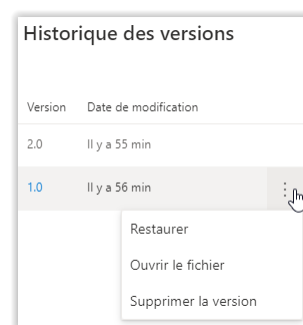 Historique des versions
Version Date de modification
2.0 Il y a 55 min
1.0 Il y a 56 min
Restaurer
Ouvrir le fichier
Supprimer la version